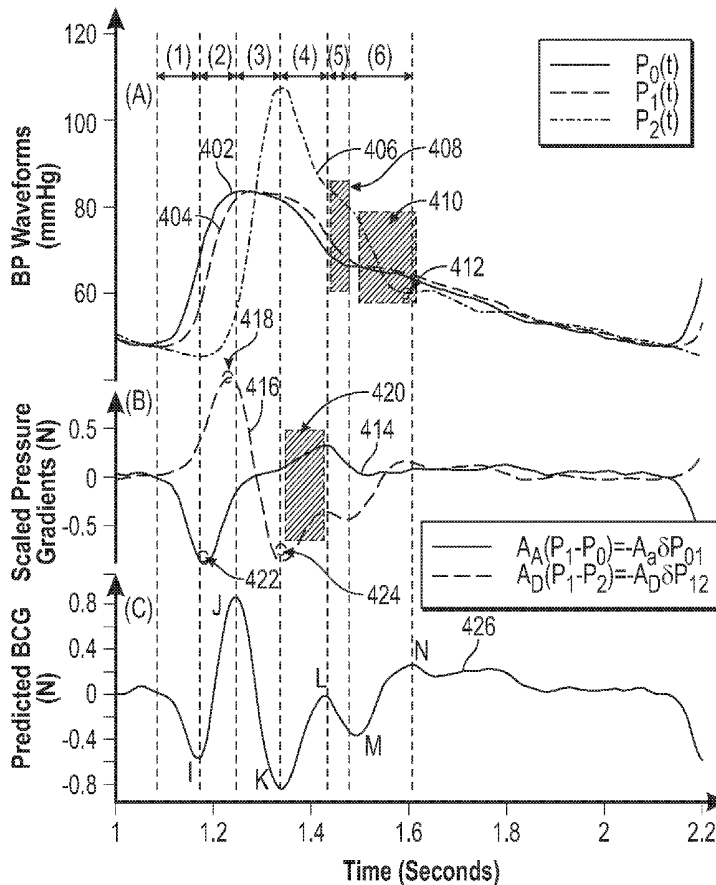 120
100
80
60
BP Waveforms
(mmHg)
(A)
(1)
(2)
(3)
(4)
(5)
(6)
P0(t)
P1(t)
P2(t)
402
404
406
408
410
412
(B)
0.5
0
-0.5
Scaled Pressure
Gradients (N)
418
416
420
414
422
424
AA(P1-P0)=-AaδP01
AD(P1-P2)=-ADδP12
(C)
0.8
0.4
0
-0.4
-0.8
Predicted BCG
(N)
I
J
K
L
M
N
426
1
1.2
1.4
1.6
1.8
2
2.2
Time (Seconds)